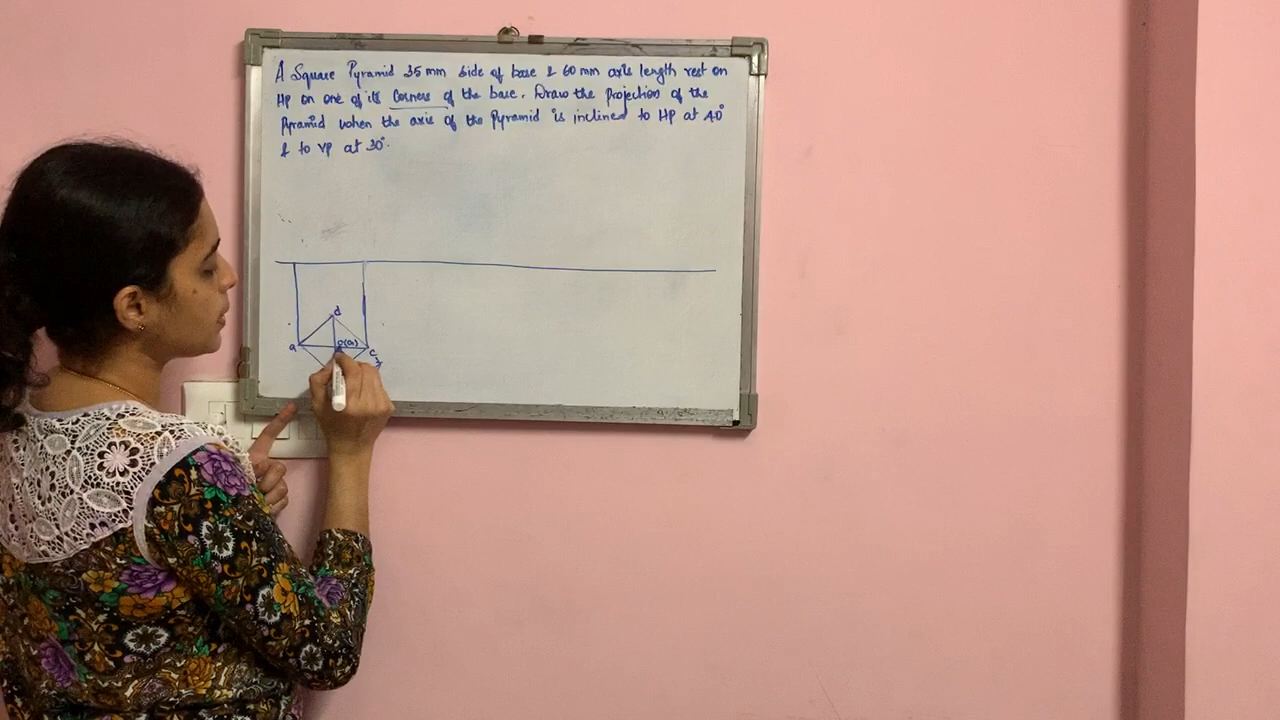 A Square Pyramid 35 mm side of base & 60 mm axis length rest on
HP on one of its corners of the base. Draw the projection of the
Pyramid when the axis of the pyramid is inclined to HP at 40°
& to VP at 30°.
d
a o(o1) c